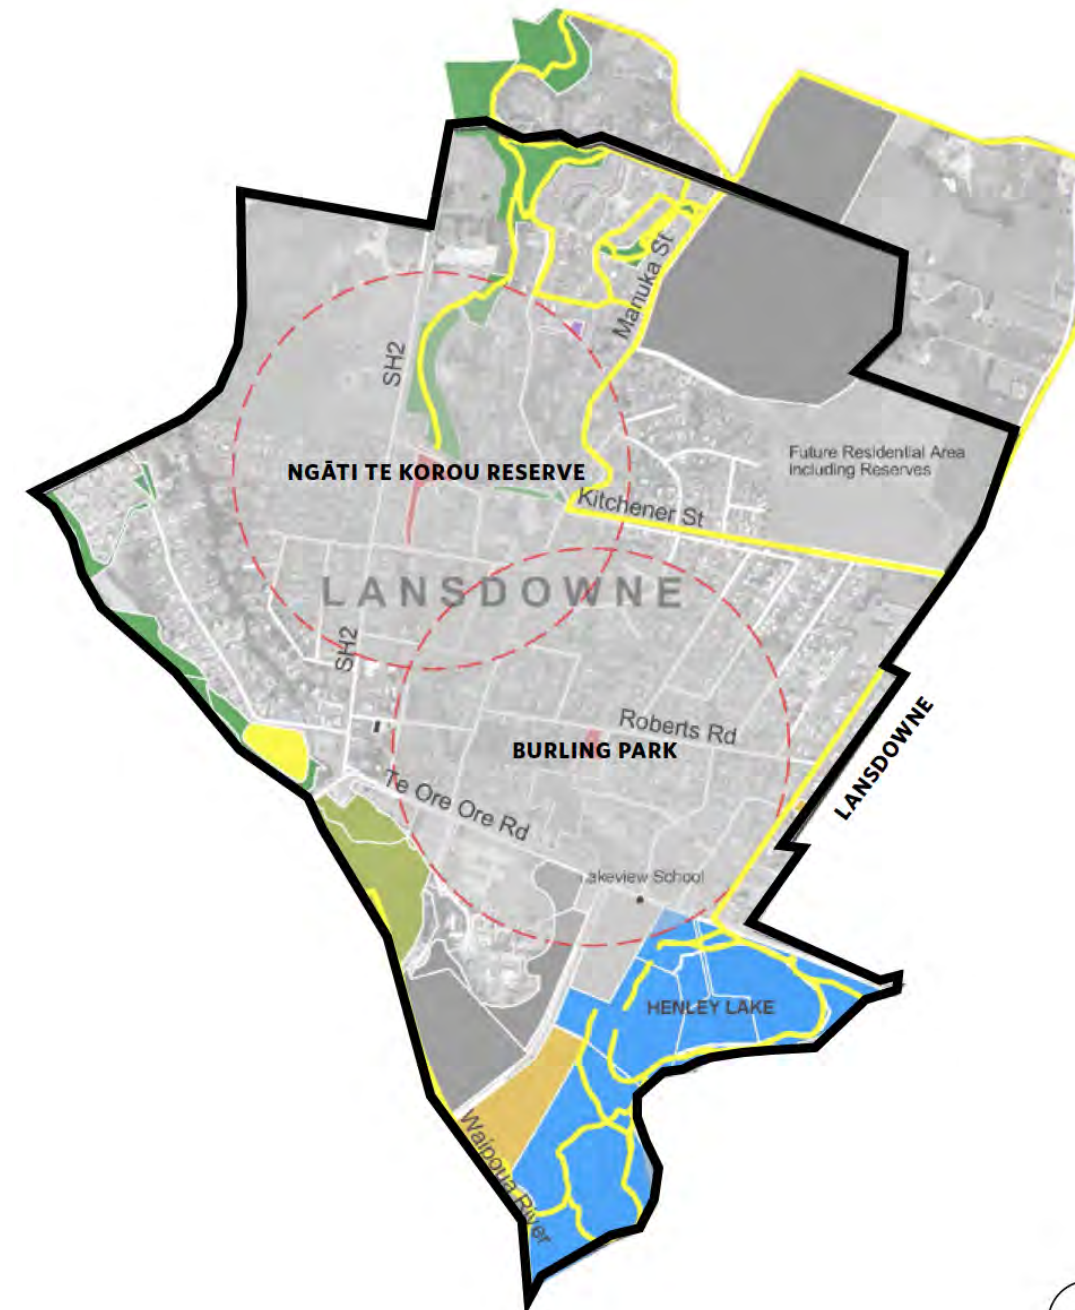 Manuka St
SH2
Future Residential Area
including Reserves
NGĀTI TE KOROU RESERVE
Kitchener St
LANSDOWNE
SH2
Roberts Rd
BURLING PARK
LANSDOWNE
Te Ore Ore Rd
akeview School
HENLEY LAKE
Waipoua River